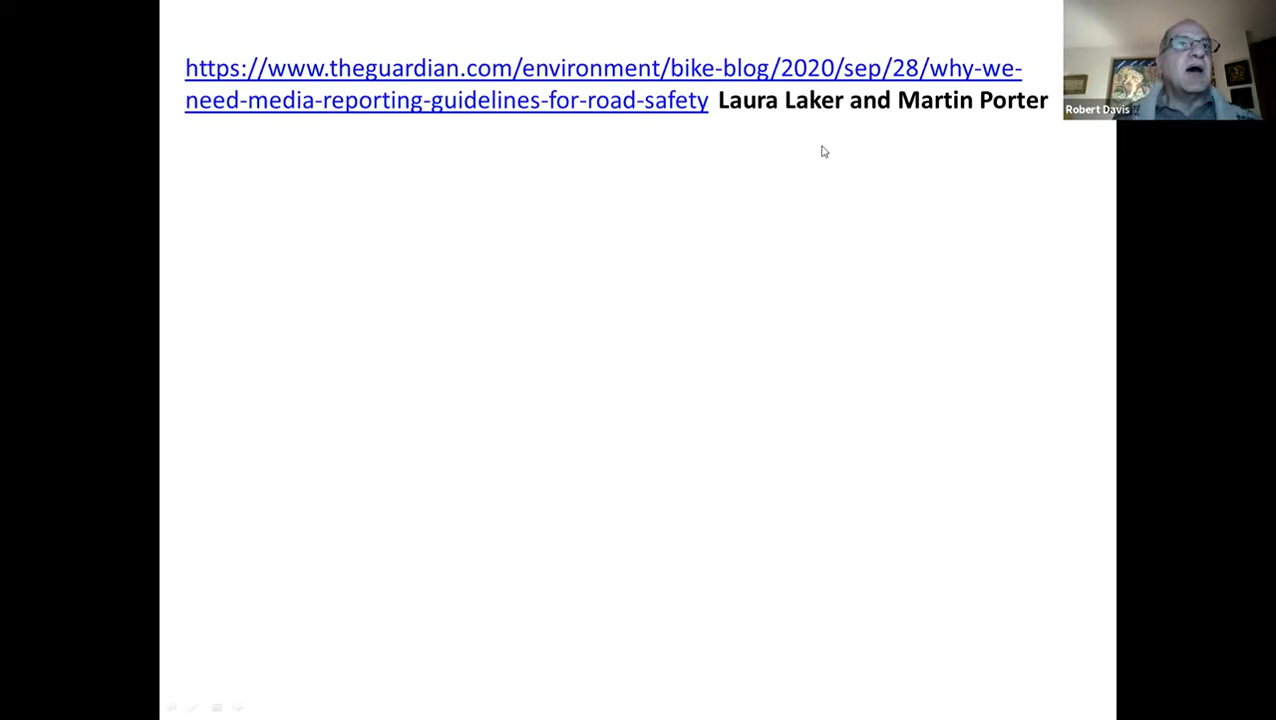 https://www.theguardian.com/environment/bike-blog/2020/sep/28/why-we-
need-media-reporting-guidelines-for-road-safety Laura Laker and Martin Porter
Robert Davis